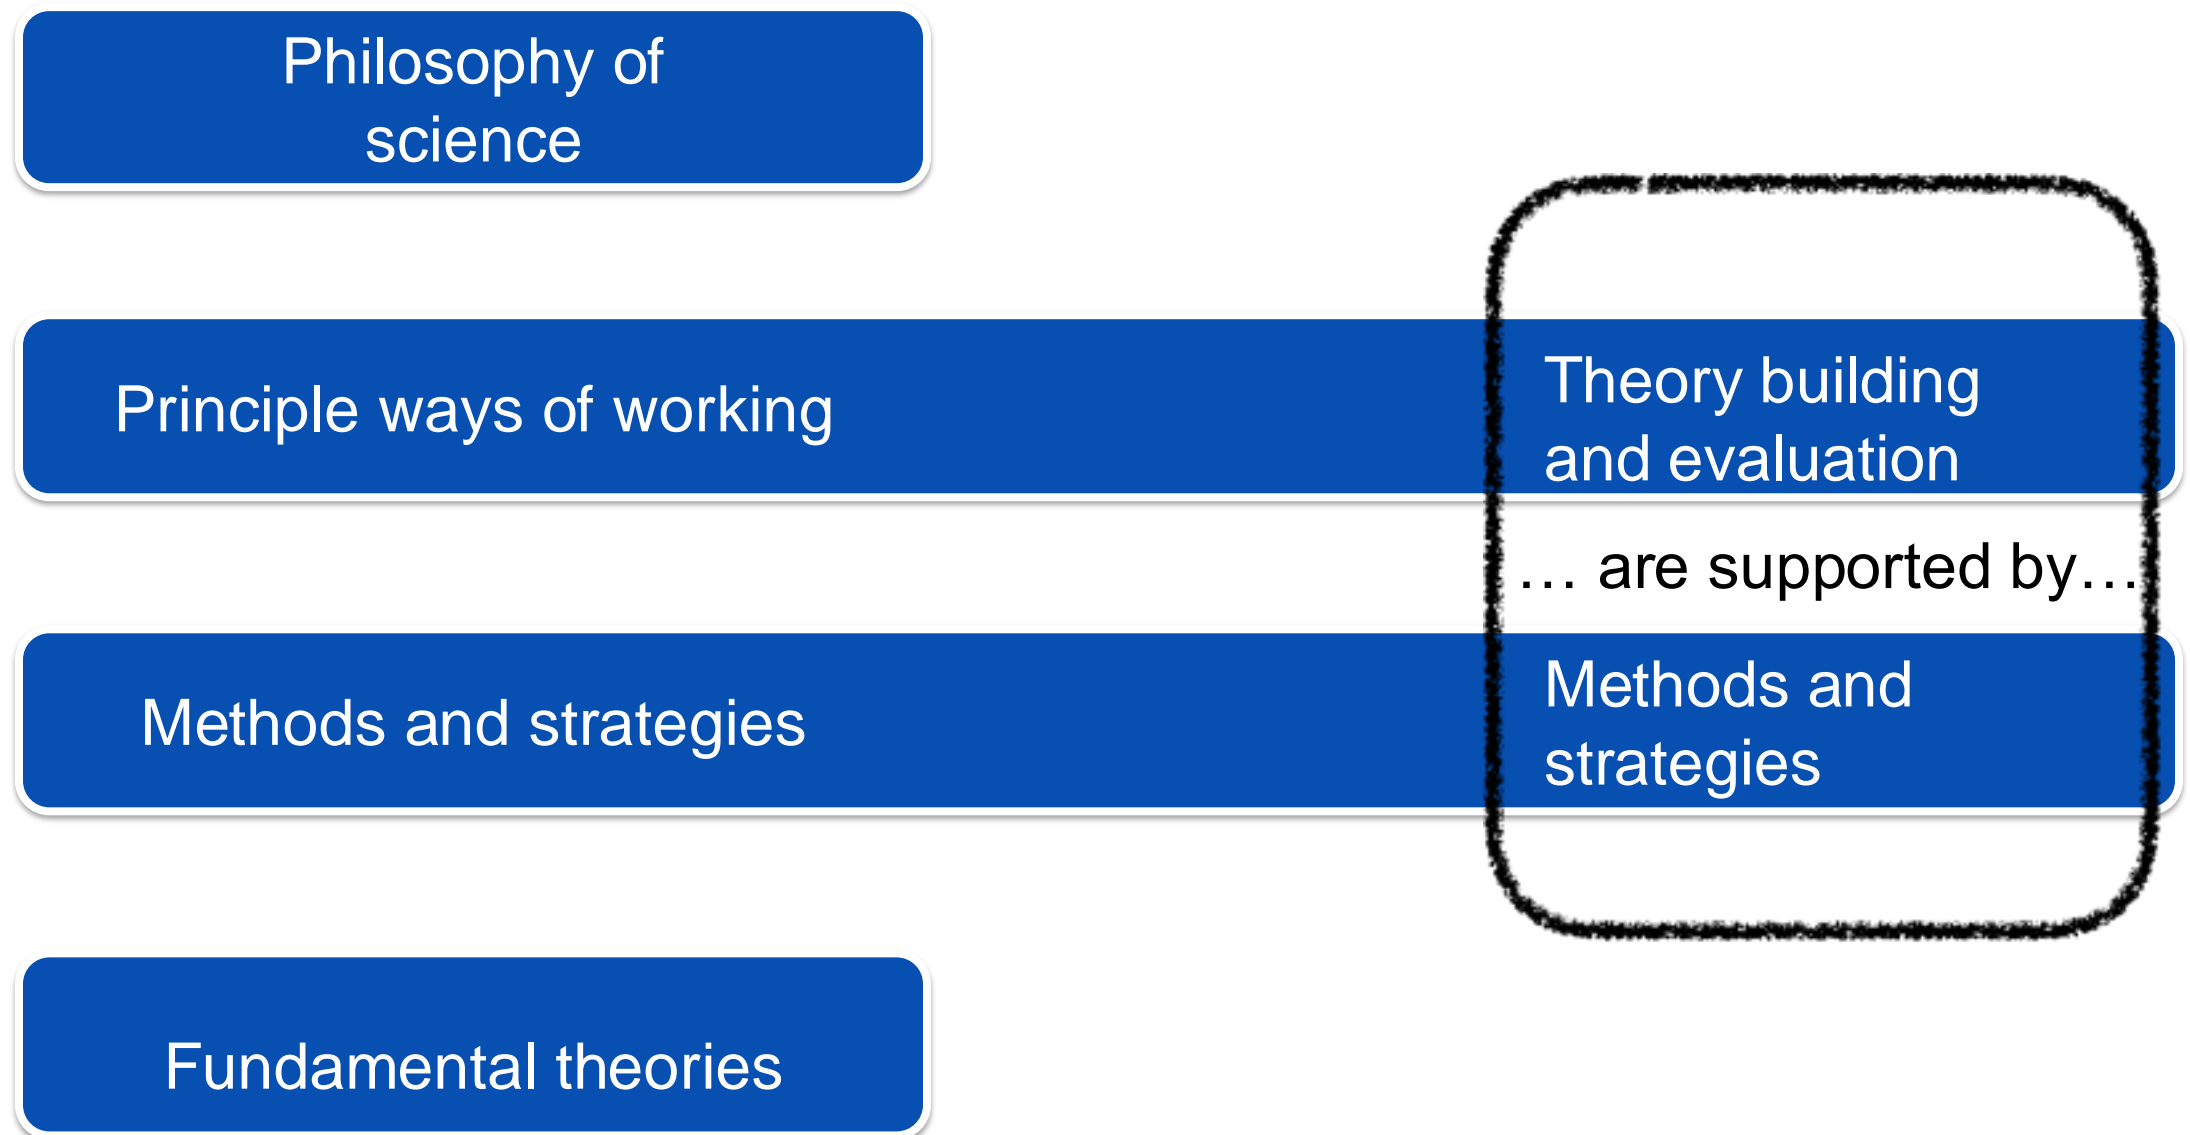 Philosophy of
science
Principle ways of working
Theory building
and evaluation
… are supported by…
Methods and strategies
Methods and
strategies
Fundamental theories